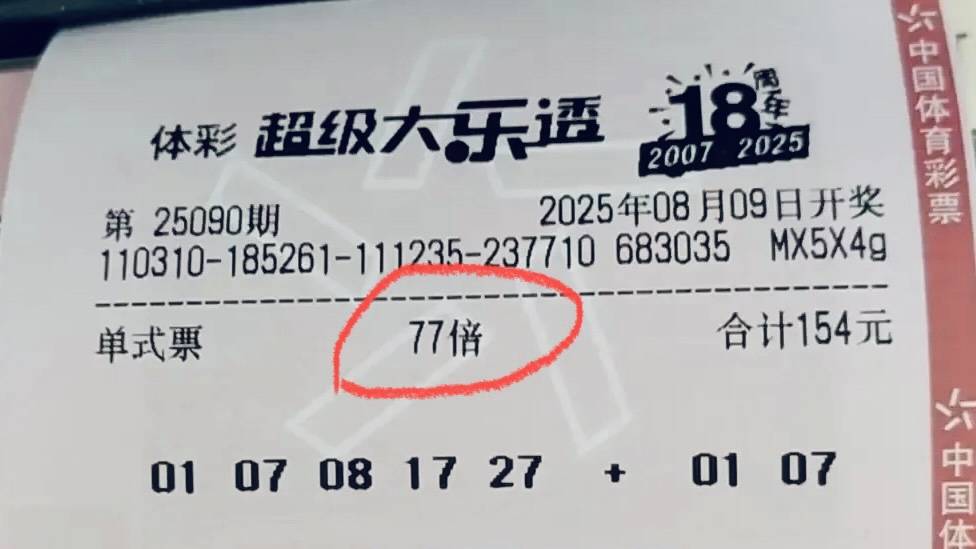 体彩 超级大乐透 18周年 2007 2025
第 25090期 2025年08月09日开奖
110310-185261-111235-237710 683035 MX5X4g
单式票 77倍 合计154元
01 07 08 17 27 + 01 07
中国体育彩票
中国体